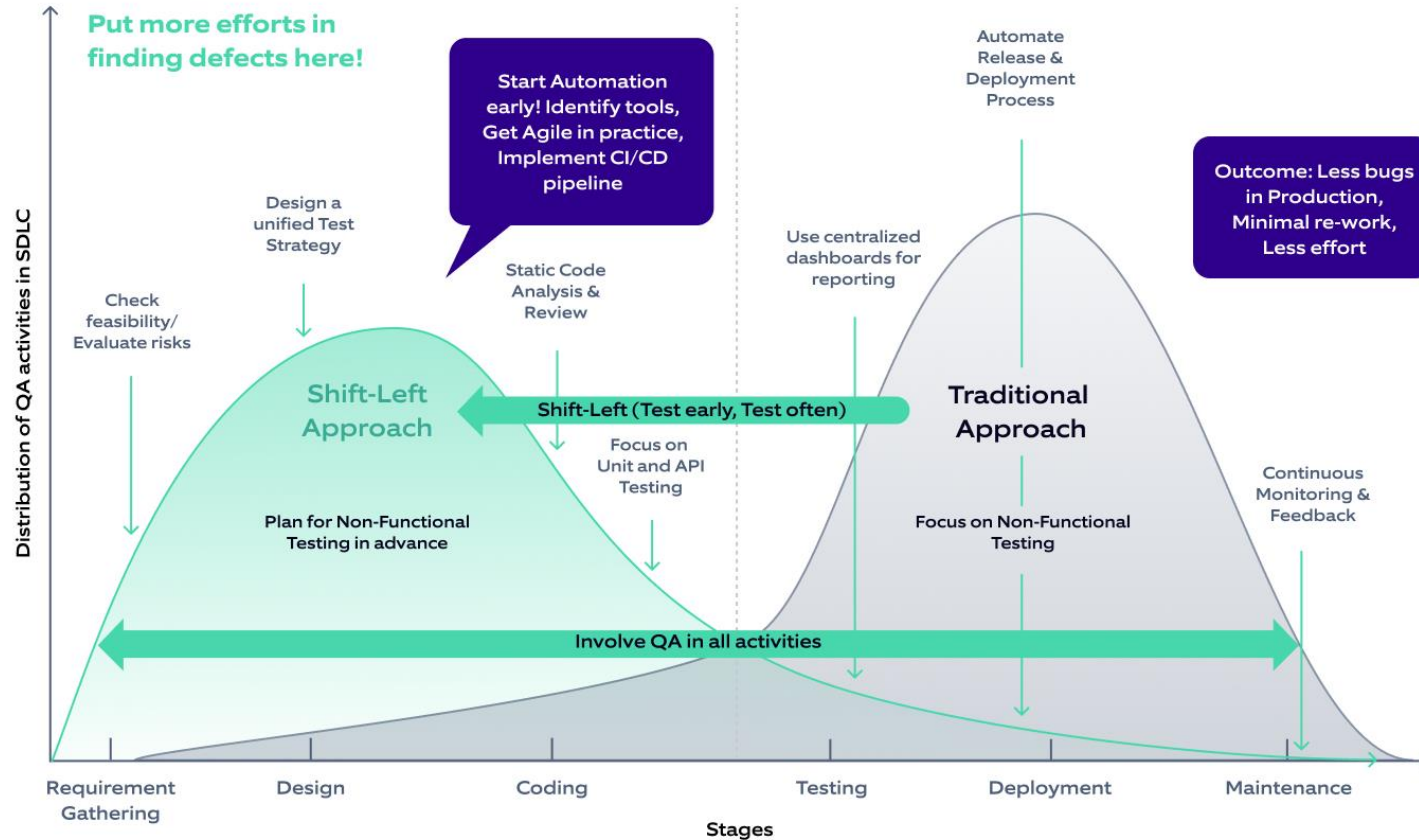 Put more efforts in
finding defects here!
Start Automation
early! Identify tools,
Get Agile in practice,
Implement CI/CD
pipeline
Automate
Release &
Deployment
Process
Outcome: Less bugs
in Production,
Minimal re-work,
Less effort
Design a
unified Test
Strategy
Use centralized
dashboards for
reporting
Static Code
Analysis &
Review
Check
feasibility/
Evaluate risks
Shift-Left
Approach
Shift-Left (Test early, Test often)
Traditional
Approach
Focus on
Unit and API
Testing
Continuous
Monitoring &
Feedback
Plan for Non-Functional
Testing in advance
Focus on Non-Functional
Testing
Involve QA in all activities
Distribution of QA activities in SDLC
Requirement
Gathering
Design
Coding
Testing
Deployment
Maintenance
Stages